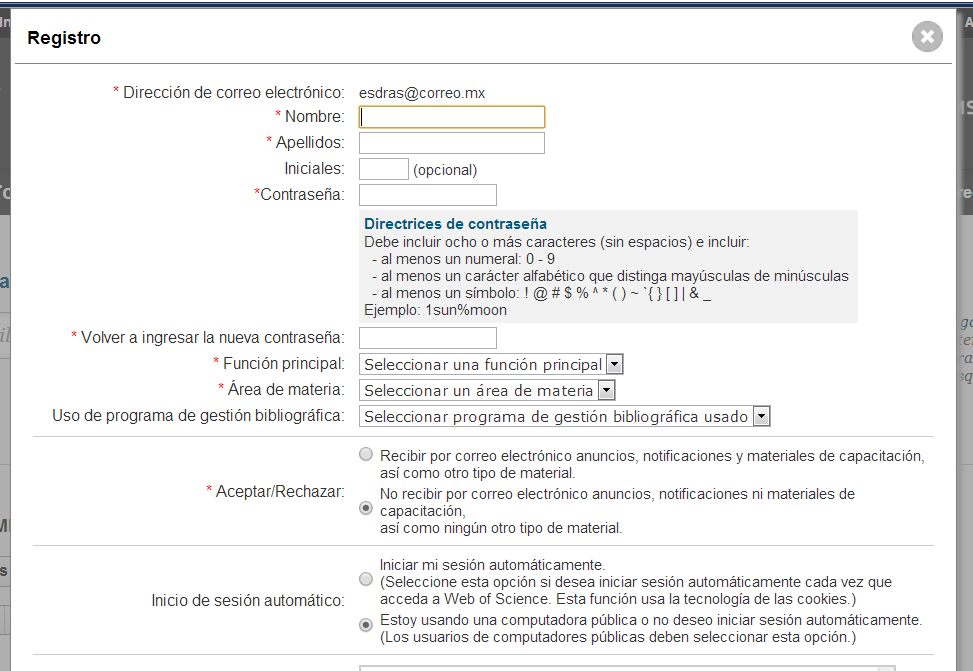 Registro
* Dirección de correo electrónico: esdras@correo.mx
* Nombre:
* Apellidos:
Iniciales: (opcional)
*Contraseña:
Directrices de contraseña
Debe incluir ocho o más caracteres (sin espacios) e incluir:
- al menos un numeral: 0 - 9
- al menos un carácter alfabético que distinga mayúsculas de minúsculas
- al menos un símbolo: ! @ # $ % ^ * ( ) ~ `{ } [ ] | & _
Ejemplo: 1sun%moon
* Volver a ingresar la nueva contraseña:
* Función principal: Seleccionar una función principal
* Área de materia: Seleccionar un área de materia
Uso de programa de gestión bibliográfica: Seleccionar programa de gestión bibliográfica usado
* Aceptar/Rechazar:
Recibir por correo electrónico anuncios, notificaciones y materiales de capacitación,
así como otro tipo de material.
No recibir por correo electrónico anuncios, notificaciones ni materiales de
capacitación,
así como ningún otro tipo de material.
Inicio de sesión automático:
Iniciar mi sesión automáticamente.
(Seleccione esta opción si desea iniciar sesión automáticamente cada vez que
acceda a Web of Science. Esta función usa la tecnología de las cookies.)
Estoy usando una computadora pública o no deseo iniciar sesión automáticamente.
(Los usuarios de computadores públicas deben seleccionar esta opción.)